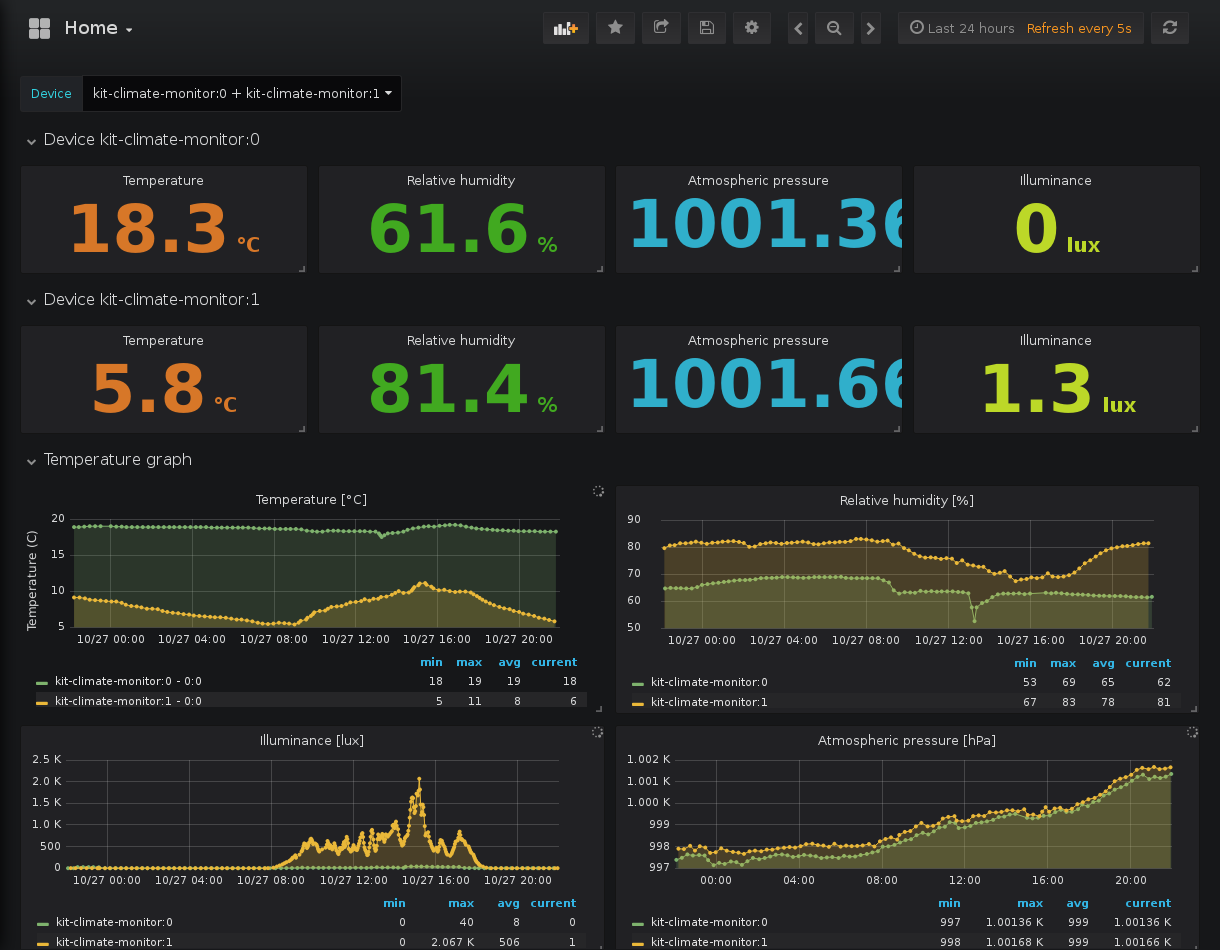 Home
Last 24 hours Refresh every 5s
Device kit-climate-monitor:0 + kit-climate-monitor:1
Device kit-climate-monitor:0
Temperature Relative humidity Atmospheric pressure Illuminance
18.3 °C 61.6 % 1001.36 0 lux
Device kit-climate-monitor:1
Temperature Relative humidity Atmospheric pressure Illuminance
5.8 °C 81.4 % 1001.66 1.3 lux
Temperature graph
Temperature [°C]
Temperature (C)
20
15
10
5
10/27 00:00 10/27 04:00 10/27 08:00 10/27 12:00 10/27 16:00 10/27 20:00
min max avg current
kit-climate-monitor:0 - 0:0 18 19 19 18
kit-climate-monitor:1 - 0:0 5 11 8 6
Relative humidity [%]
90
80
70
60
50
10/27 00:00 10/27 04:00 10/27 08:00 10/27 12:00 10/27 16:00 10/27 20:00
min max avg current
kit-climate-monitor:0 53 69 65 62
kit-climate-monitor:1 67 83 78 81
Illuminance [lux]
2.5 K
2.0 K
1.5 K
1.0 K
500
0
10/27 00:00 10/27 04:00 10/27 08:00 10/27 12:00 10/27 16:00 10/27 20:00
min max avg current
kit-climate-monitor:0 0 40 8 0
kit-climate-monitor:1 0 2.067 K 506 1
Atmospheric pressure [hPa]
1.002 K
1.001 K
1.000 K
999
998
997
00:00 04:00 08:00 12:00 16:00 20:00
min max avg current
kit-climate-monitor:0 997 1.00136 K 999 1.00136 K
kit-climate-monitor:1 998 1.00168 K 999 1.00166 K